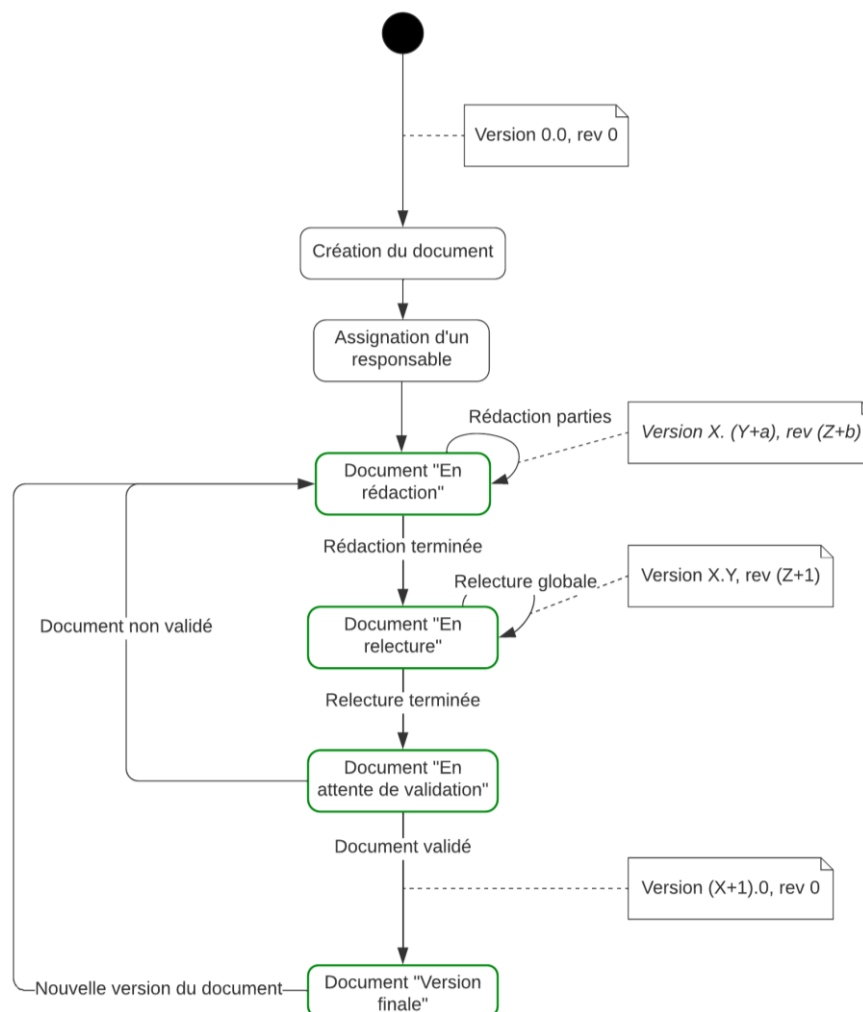 Version 0.0, rev 0
Création du document
Assignation d'un
responsable
Rédaction parties
Version X. (Y+a), rev (Z+b)
Document "En
rédaction"
Rédaction terminée
Relecture globale
Version X.Y, rev (Z+1)
Document "En
relecture"
Document non validé
Relecture terminée
Document "En
attente de validation"
Document validé
Version (X+1).0, rev 0
Nouvelle version du document
Document "Version
finale"